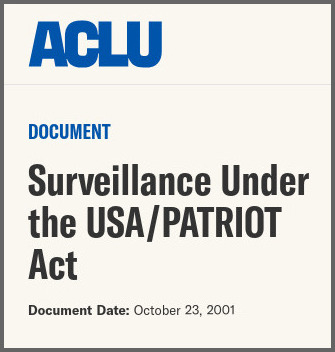 ACLU
DOCUMENT
Surveillance Under
the USA/PATRIOT
Act
Document Date: October 23, 2001